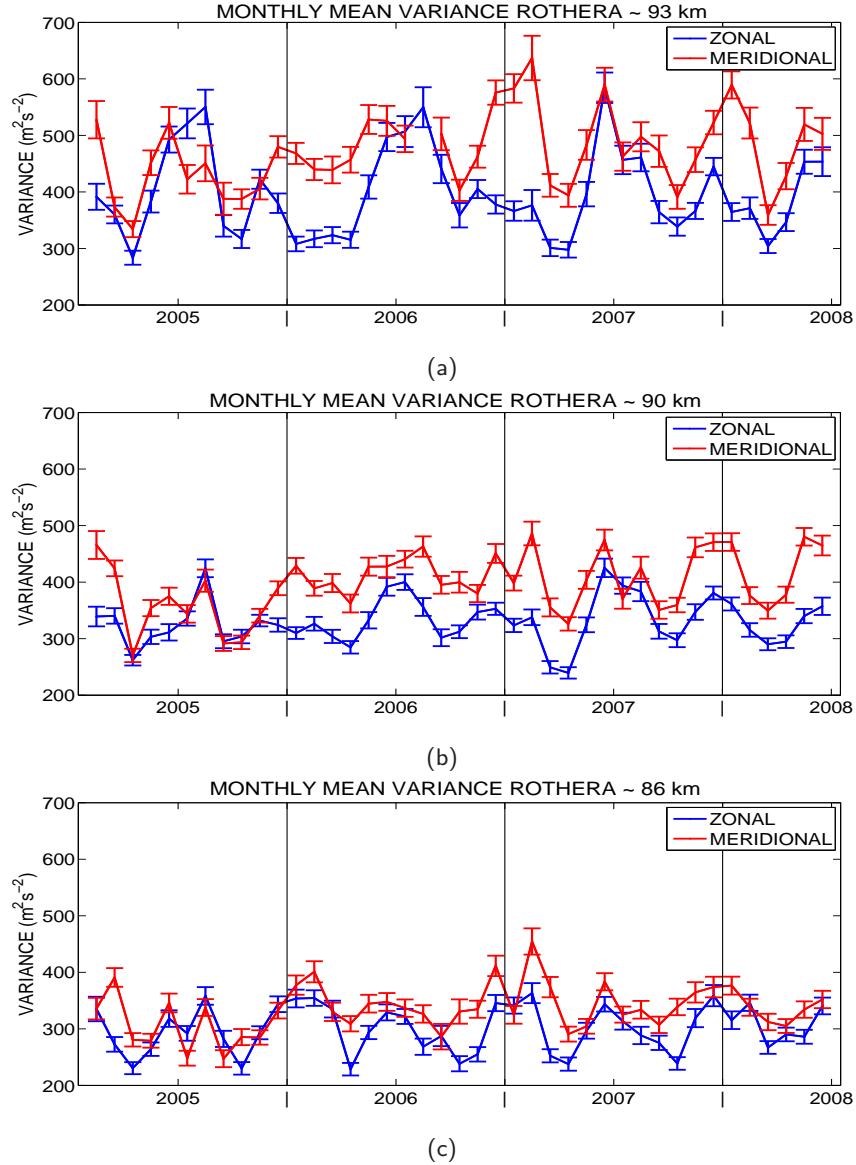 MONTHLY MEAN VARIANCE ROTHERA ~ 93 km
700
600
500
400
300
200
VARIANCE (m²s⁻²)
ZONAL
MERIDIONAL
2005 | 2006 | 2007 | 2008
(a)
MONTHLY MEAN VARIANCE ROTHERA ~ 90 km
700
600
500
400
300
200
VARIANCE (m²s⁻²)
ZONAL
MERIDIONAL
2005 | 2006 | 2007 | 2008
(b)
MONTHLY MEAN VARIANCE ROTHERA ~ 86 km
700
600
500
400
300
200
VARIANCE (m²s⁻²)
ZONAL
MERIDIONAL
2005 | 2006 | 2007 | 2008
(c)